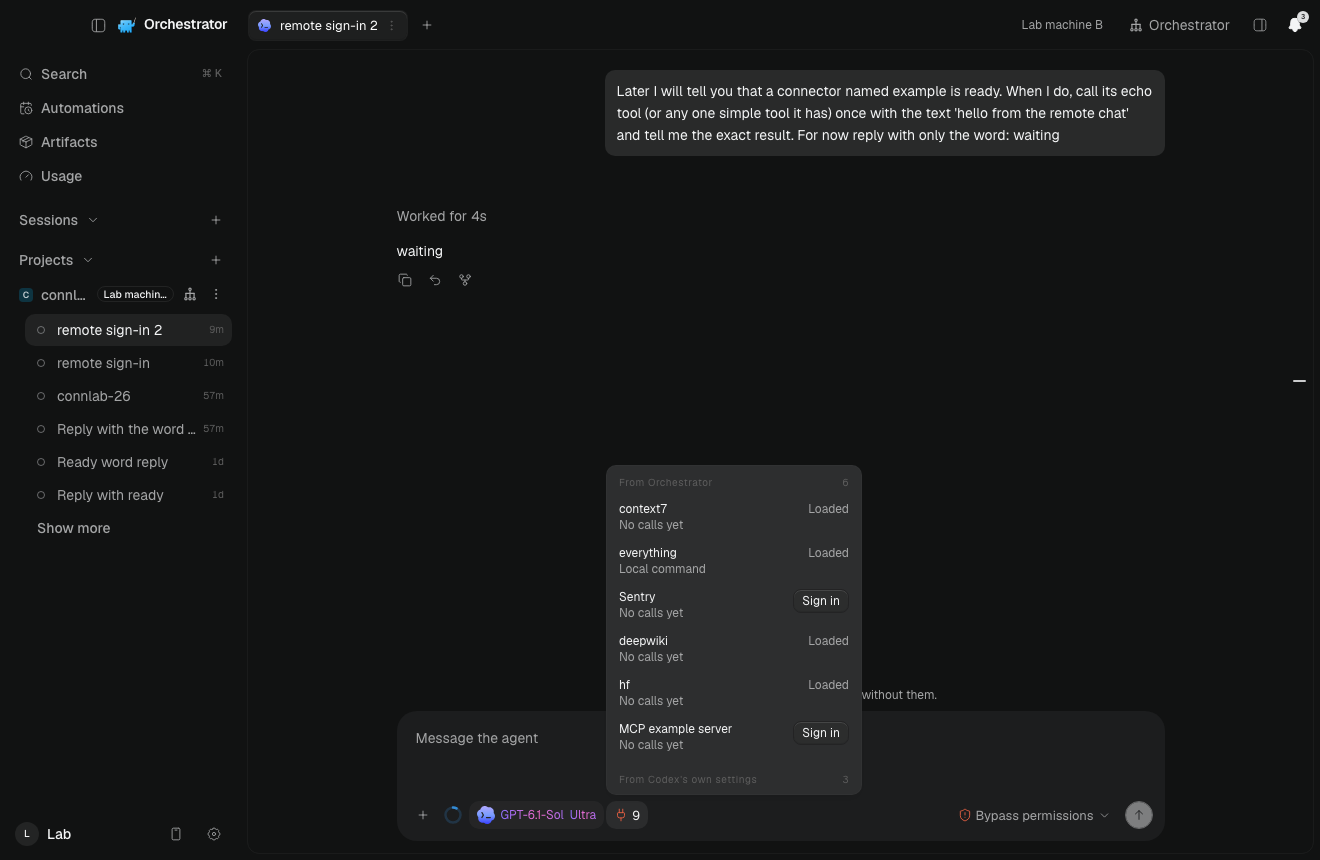 Orchestrator
remote sign-in 2
Lab machine B
Orchestrator
3
Search
⌘ K
Automations
Artifacts
Usage
Sessions
Projects
C
connl...
Lab machin...
remote sign-in 2
9m
remote sign-in
10m
connlab-26
57m
Reply with the word ...
57m
Ready word reply
1d
Reply with ready
1d
Show more
L
Lab
Later I will tell you that a connector named example is ready. When I do, call its echo
tool (or any one simple tool it has) once with the text 'hello from the remote chat'
and tell me the exact result. For now reply with only the word: waiting
Worked for 4s
waiting
From Orchestrator
6
context7
Loaded
No calls yet
everything
Loaded
Local command
Sentry
Sign in
No calls yet
deepwiki
Loaded
No calls yet
hf
Loaded
No calls yet
MCP example server
Sign in
No calls yet
From Codex's own settings
3
without them.
Message the agent
GPT-6.1-Sol Ultra
9
Bypass permissions